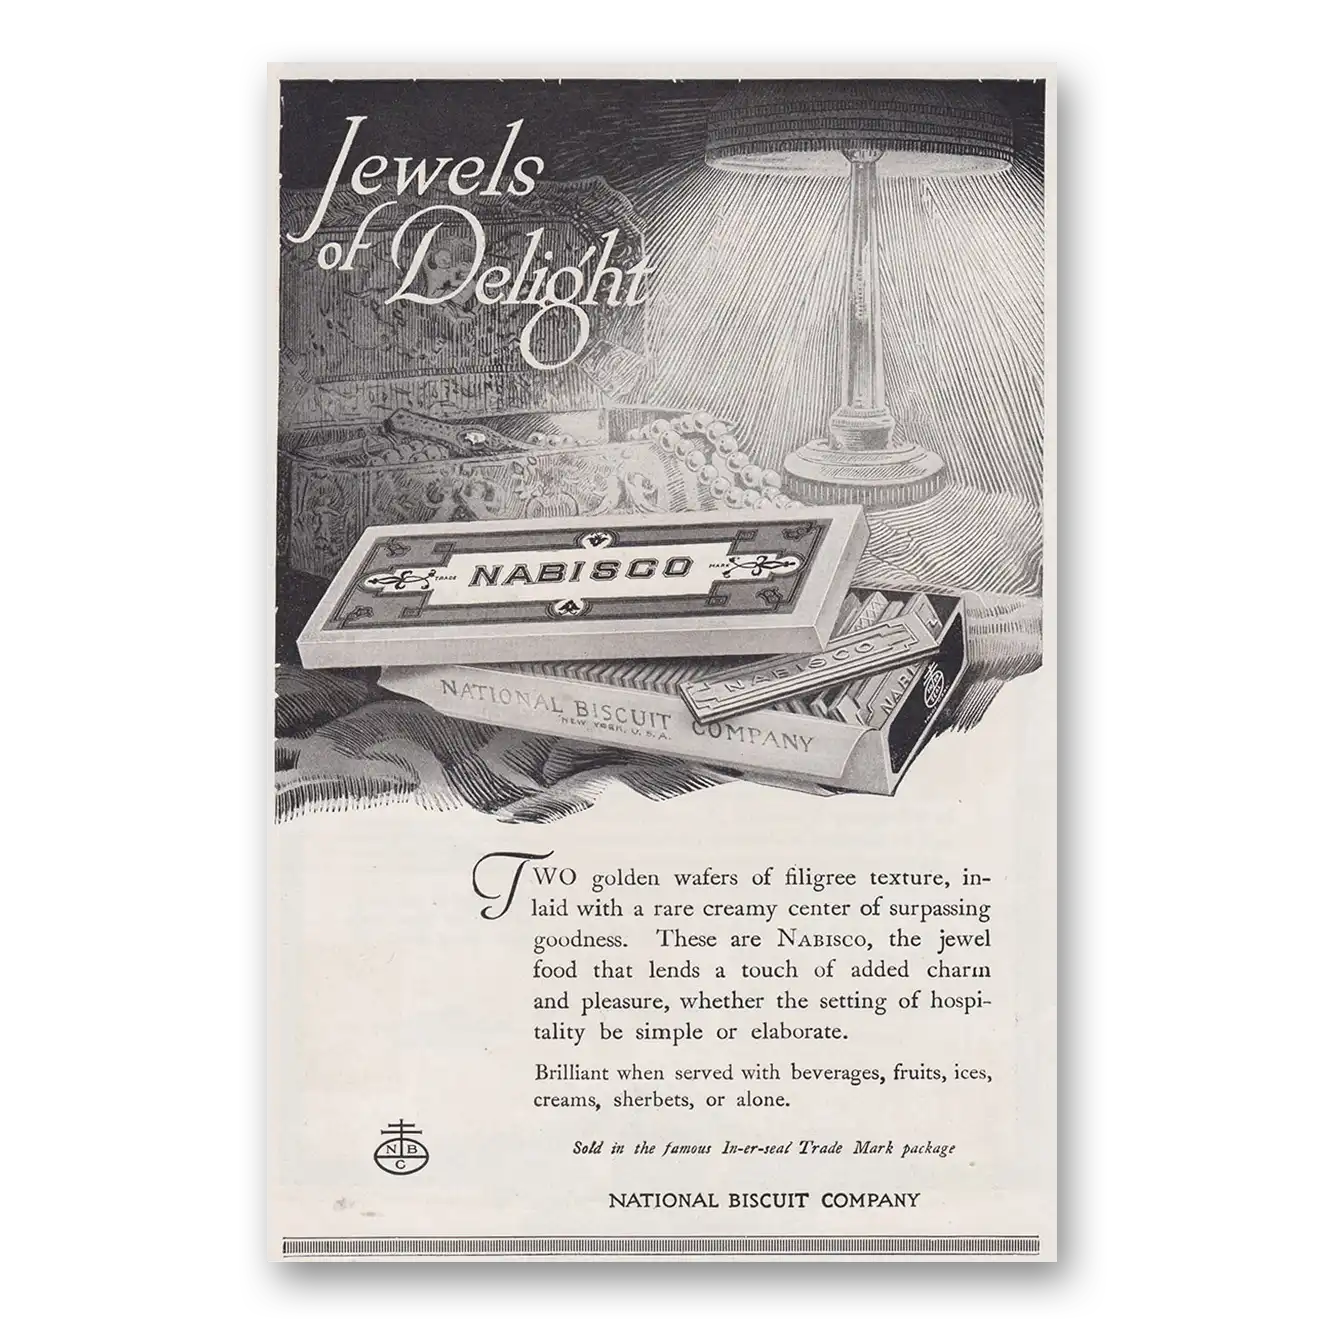 Jewels
of Delight
TRADE NABISCO MARK
NABISCO
NATIONAL BISCUIT COMPANY
NEW YORK, U. S. A.
TWO golden wafers of filigree texture, in-
laid with a rare creamy center of surpassing
goodness. These are NABISCO, the jewel
food that lends a touch of added charm
and pleasure, whether the setting of hospi-
tality be simple or elaborate.
Brilliant when served with beverages, fruits, ices,
creams, sherbets, or alone.
Sold in the famous In-er-seal Trade Mark package
N B
C
NATIONAL BISCUIT COMPANY